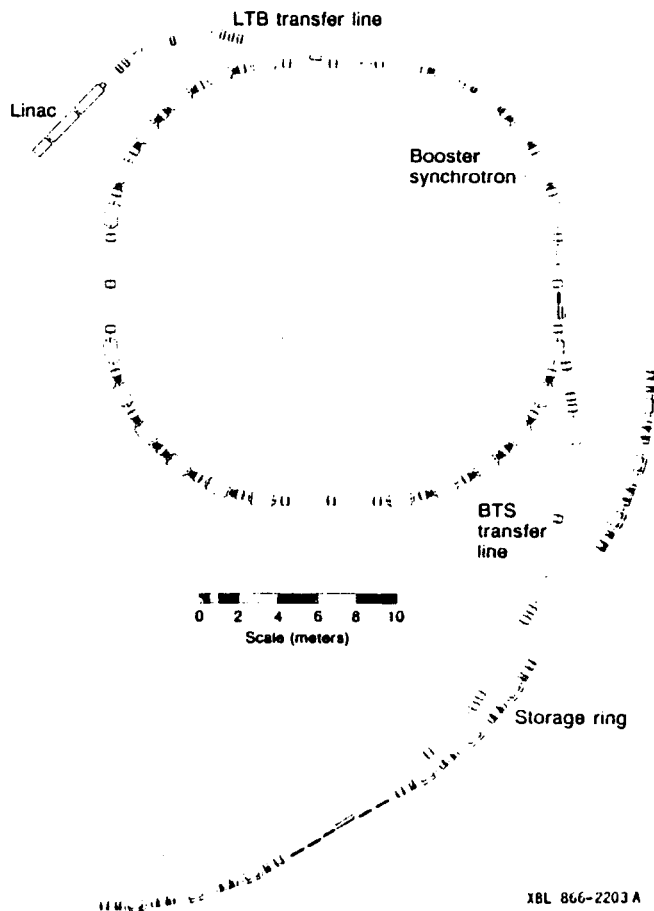 LTB transfer line
Linac
Booster
synchrotron
BTS
transfer
line
0 2 4 6 8 10
Scale (meters)
Storage ring
XBL 866-2203 A